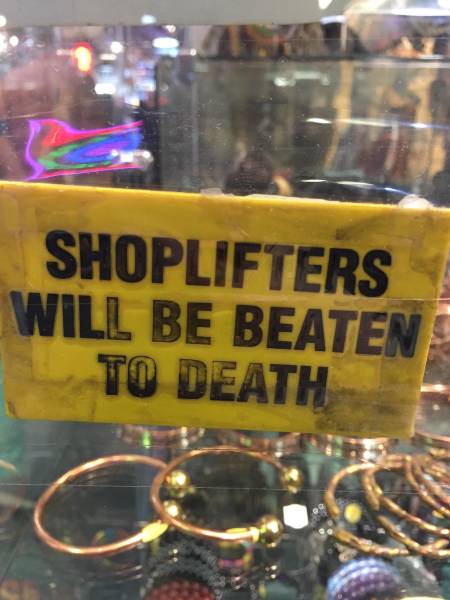 SHOPLIFTERS
WILL BE BEATEN
TO DEATH